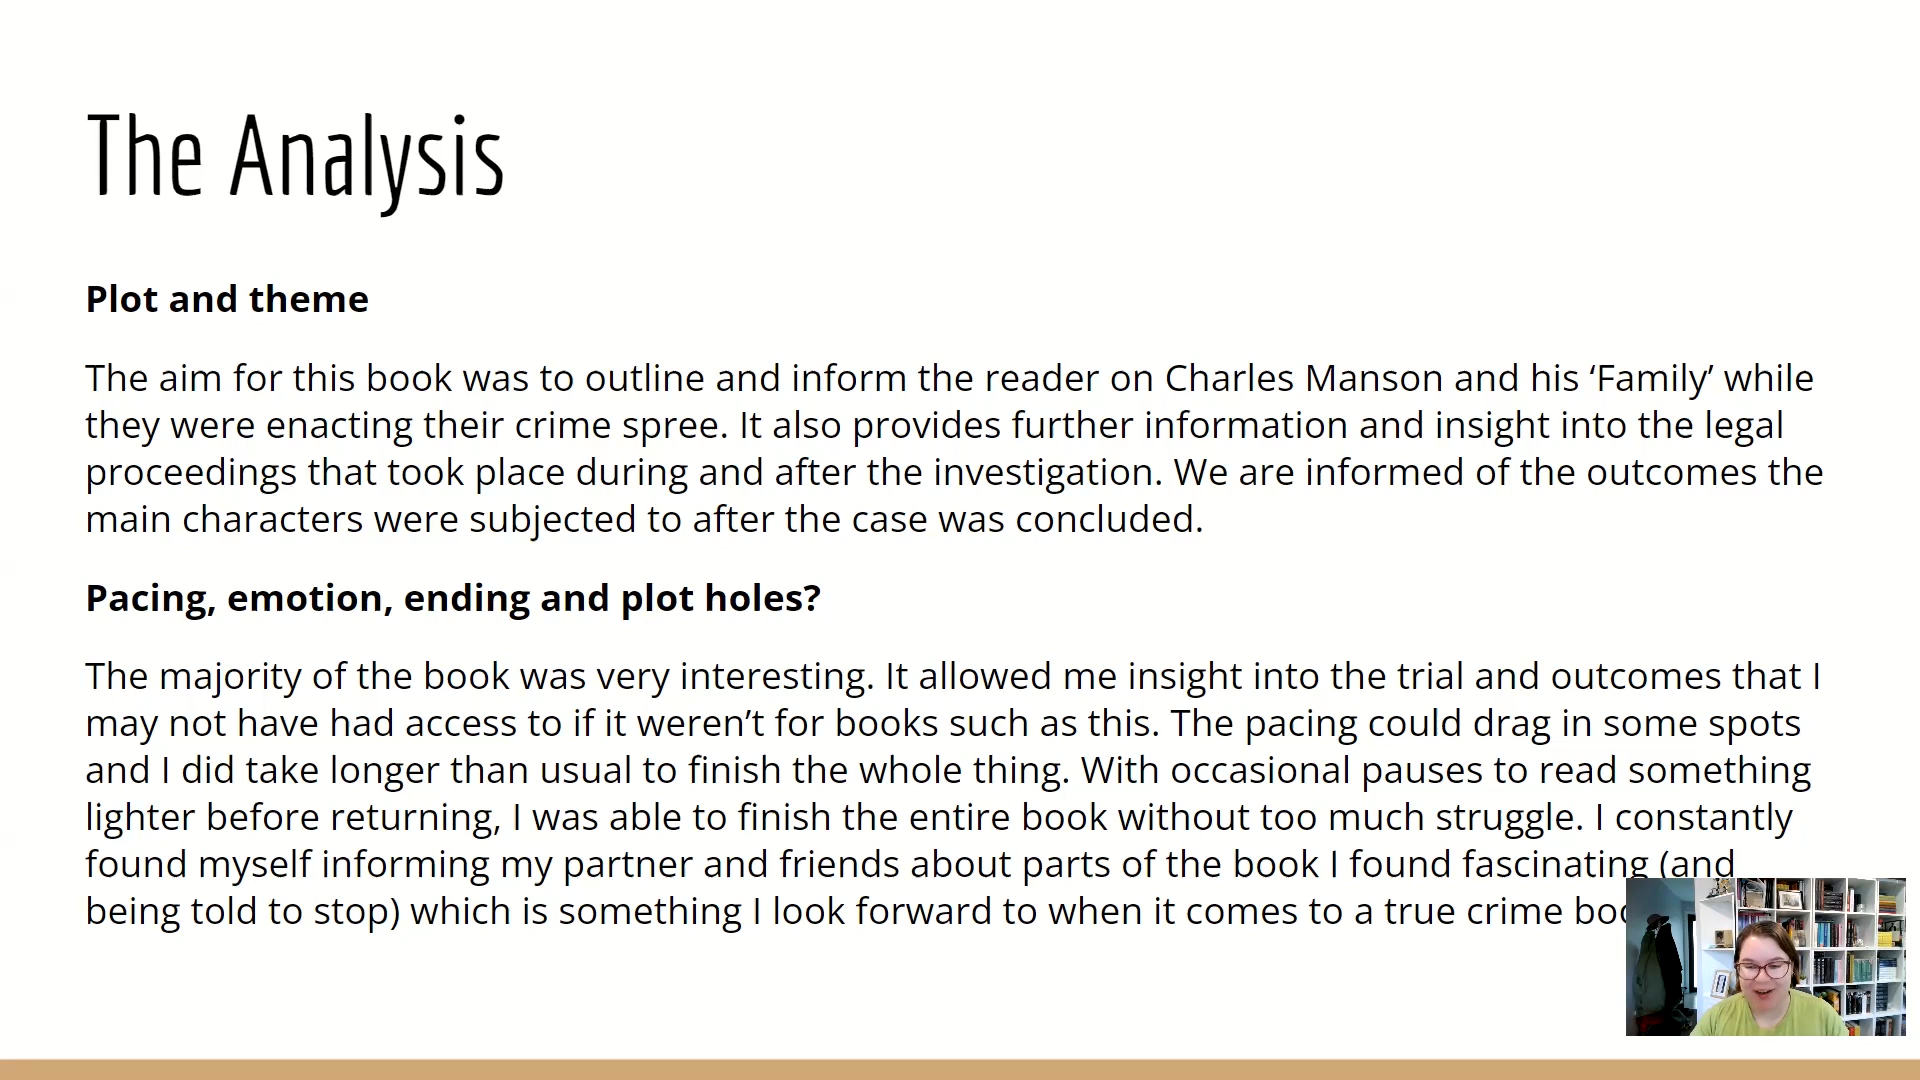 The Analysis
Plot and theme
The aim for this book was to outline and inform the reader on Charles Manson and his ‘Family’ while
they were enacting their crime spree. It also provides further information and insight into the legal
proceedings that took place during and after the investigation. We are informed of the outcomes the
main characters were subjected to after the case was concluded.
Pacing, emotion, ending and plot holes?
The majority of the book was very interesting. It allowed me insight into the trial and outcomes that I
may not have had access to if it weren’t for books such as this. The pacing could drag in some spots
and I did take longer than usual to finish the whole thing. With occasional pauses to read something
lighter before returning, I was able to finish the entire book without too much struggle. I constantly
found myself informing my partner and friends about parts of the book I found fascinating (and
being told to stop) which is something I look forward to when it comes to a true crime